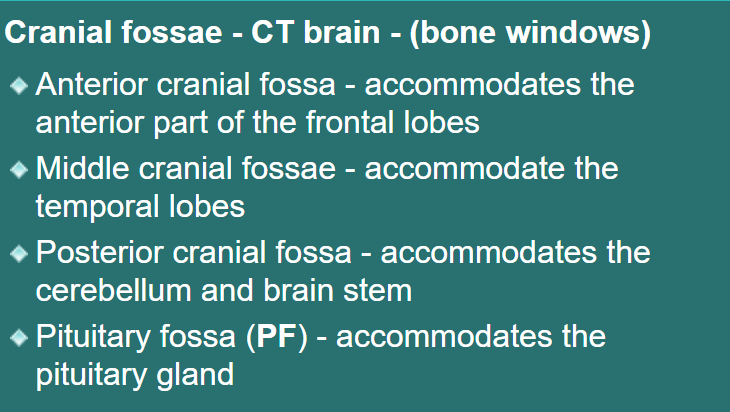 Cranial fossae - CT brain - (bone windows)
Anterior cranial fossa - accommodates the
anterior part of the frontal lobes
Middle cranial fossae - accommodate the
temporal lobes
Posterior cranial fossa - accommodates the
cerebellum and brain stem
Pituitary fossa (PF) - accommodates the
pituitary gland